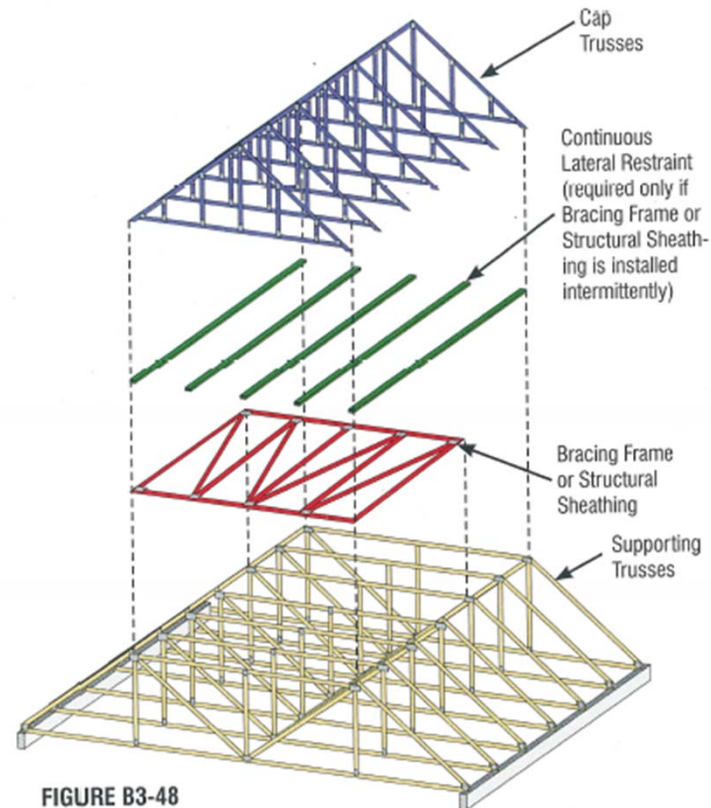 Cap
Trusses
Continuous
Lateral Restraint
(required only if
Bracing Frame or
Structural Sheath-
ing is installed
intermittently)
Bracing Frame
or Structural
Sheathing
Supporting
Trusses
FIGURE B3-48